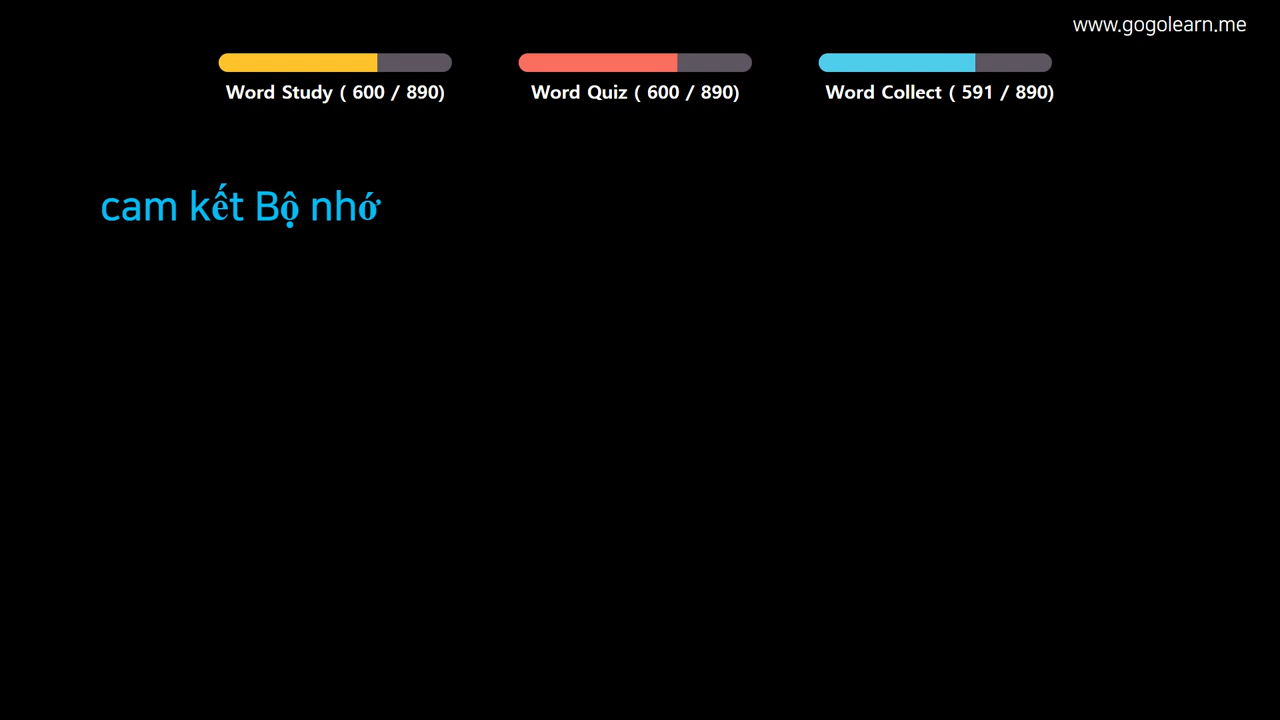 www.gogolearn.me
Word Study ( 600 / 890)
Word Quiz ( 600 / 890)
Word Collect ( 591 / 890)
cam kết Bộ nhớ